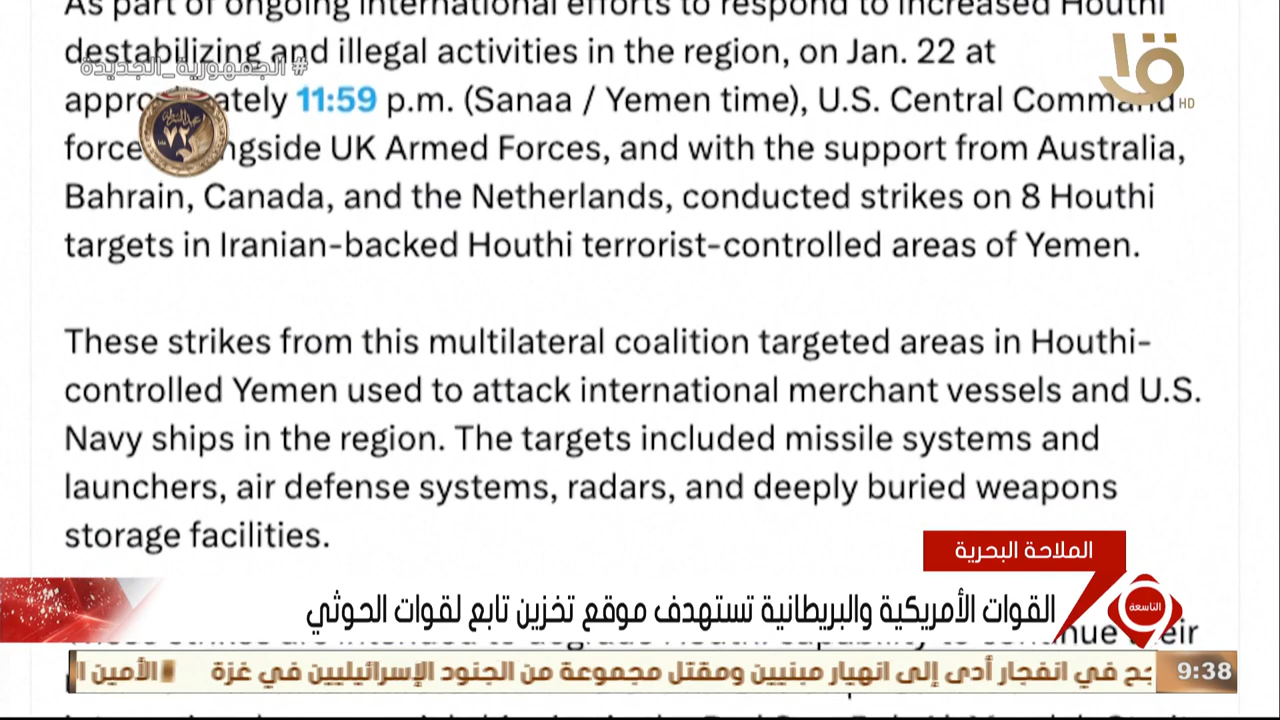 As part of ongoing international efforts to respond to increased Houthi
destabilizing and illegal activities in the region, on Jan. 22 at
#الجمهورية_الجديدة
11:59 p.m. (Sanaa / Yemen time), U.S. Central Command
HD
٧٢
UK Armed Forces, and with the support from Australia,
Bahrain, Canada, and the Netherlands, conducted strikes on 8 Houthi
targets in Iranian-backed Houthi terrorist-controlled areas of Yemen.
These strikes from this multilateral coalition targeted areas in Houthi-
controlled Yemen used to attack international merchant vessels and U.S.
Navy ships in the region. The targets included missile systems and
launchers, air defense systems, radars, and deeply buried weapons
storage facilities.
الملاحة البحرية
التاسعة
القوات الأمريكية والبريطانية تستهدف موقع تخزين تابع لقوات الحوثي
في انفجار أدى إلى انهيار مبنيين ومقتل مجموعة من الجنود الإسرائيليين في غزة الأمين
9:38